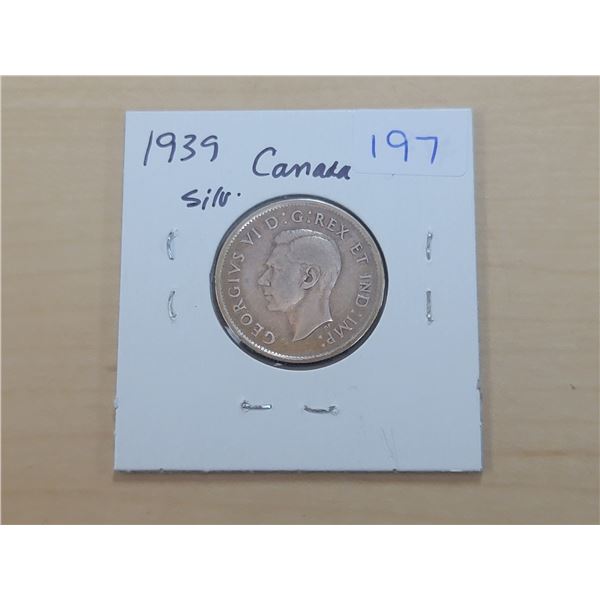 1939 Canada 197
Silv.
GEORGIVS VI D:G:REX ET IND:IMP: